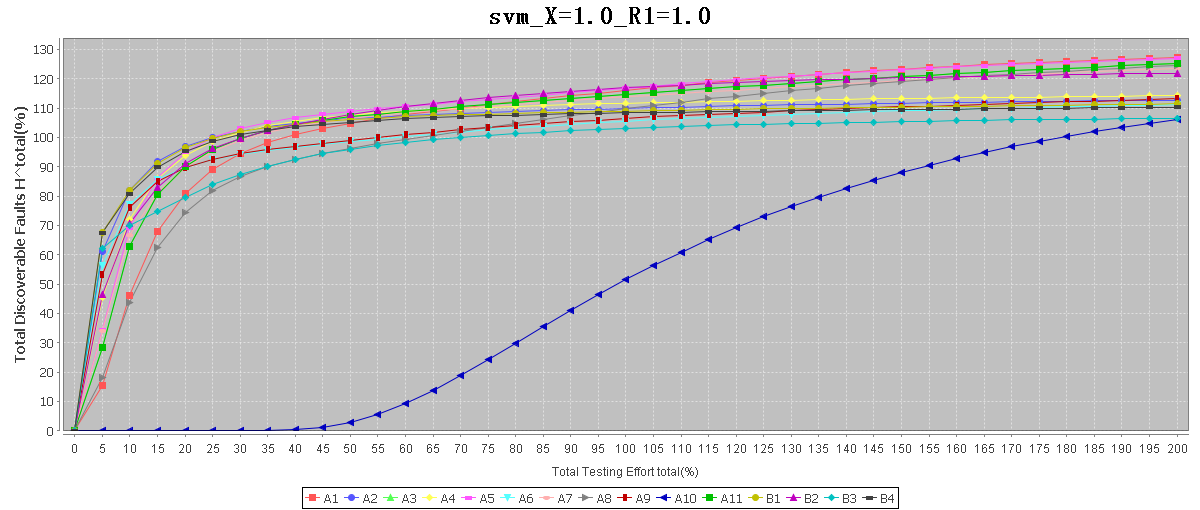 svm_X=1.0_R1=1.0
Total Discoverable Faults H^total(%)
130
120
110
100
90
80
70
60
50
40
30
20
10
0
0 5 10 15 20 25 30 35 40 45 50 55 60 65 70 75 80 85 90 95 100 105 110 115 120 125 130 135 140 145 150 155 160 165 170 175 180 185 190 195 200
Total Testing Effort total(%)
A1 A2 A3 A4 A5 A6 A7 A8 A9 A10 A11 B1 B2 B3 B4